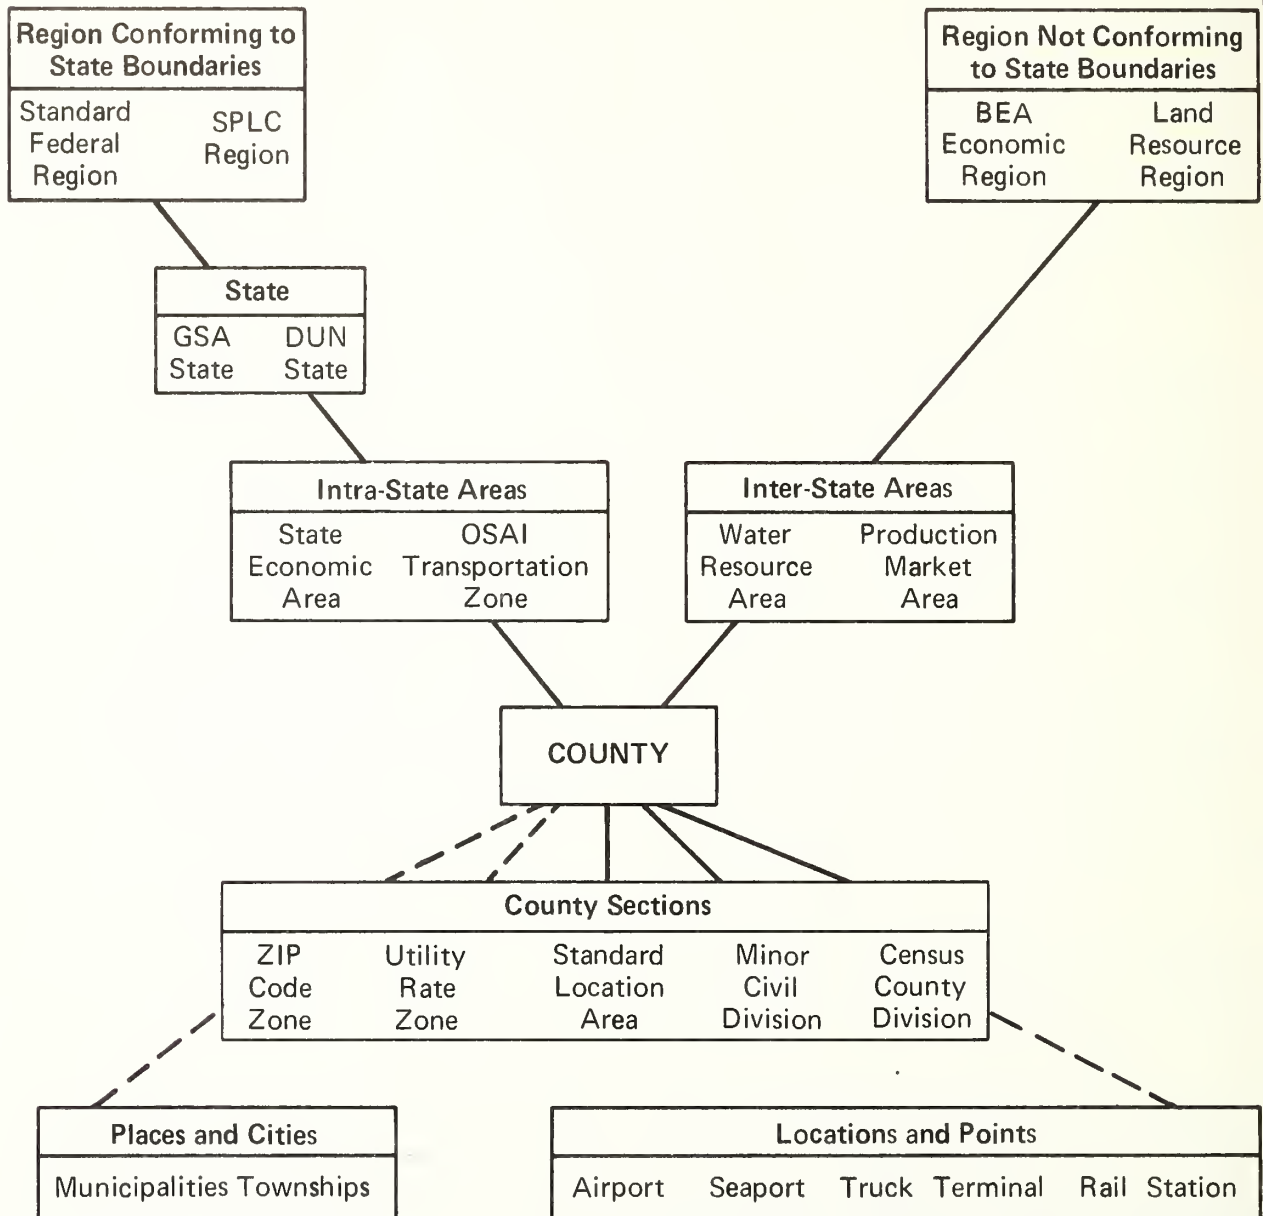 Region Conforming to
State Boundaries
Standard
Federal
Region
SPLC
Region
Region Not Conforming
to State Boundaries
BEA
Economic
Region
Land
Resource
Region
State
GSA
State
DUN
State
Intra-State Areas
State
Economic
Area
OSAI
Transportation
Zone
Inter-State Areas
Water
Resource
Area
Production
Market
Area
COUNTY
County Sections
ZIP
Code
Zone
Utility
Rate
Zone
Standard
Location
Area
Minor
Civil
Division
Census
County
Division
Places and Cities
Municipalities Townships
Locations and Points
Airport Seaport Truck Terminal Rail Station